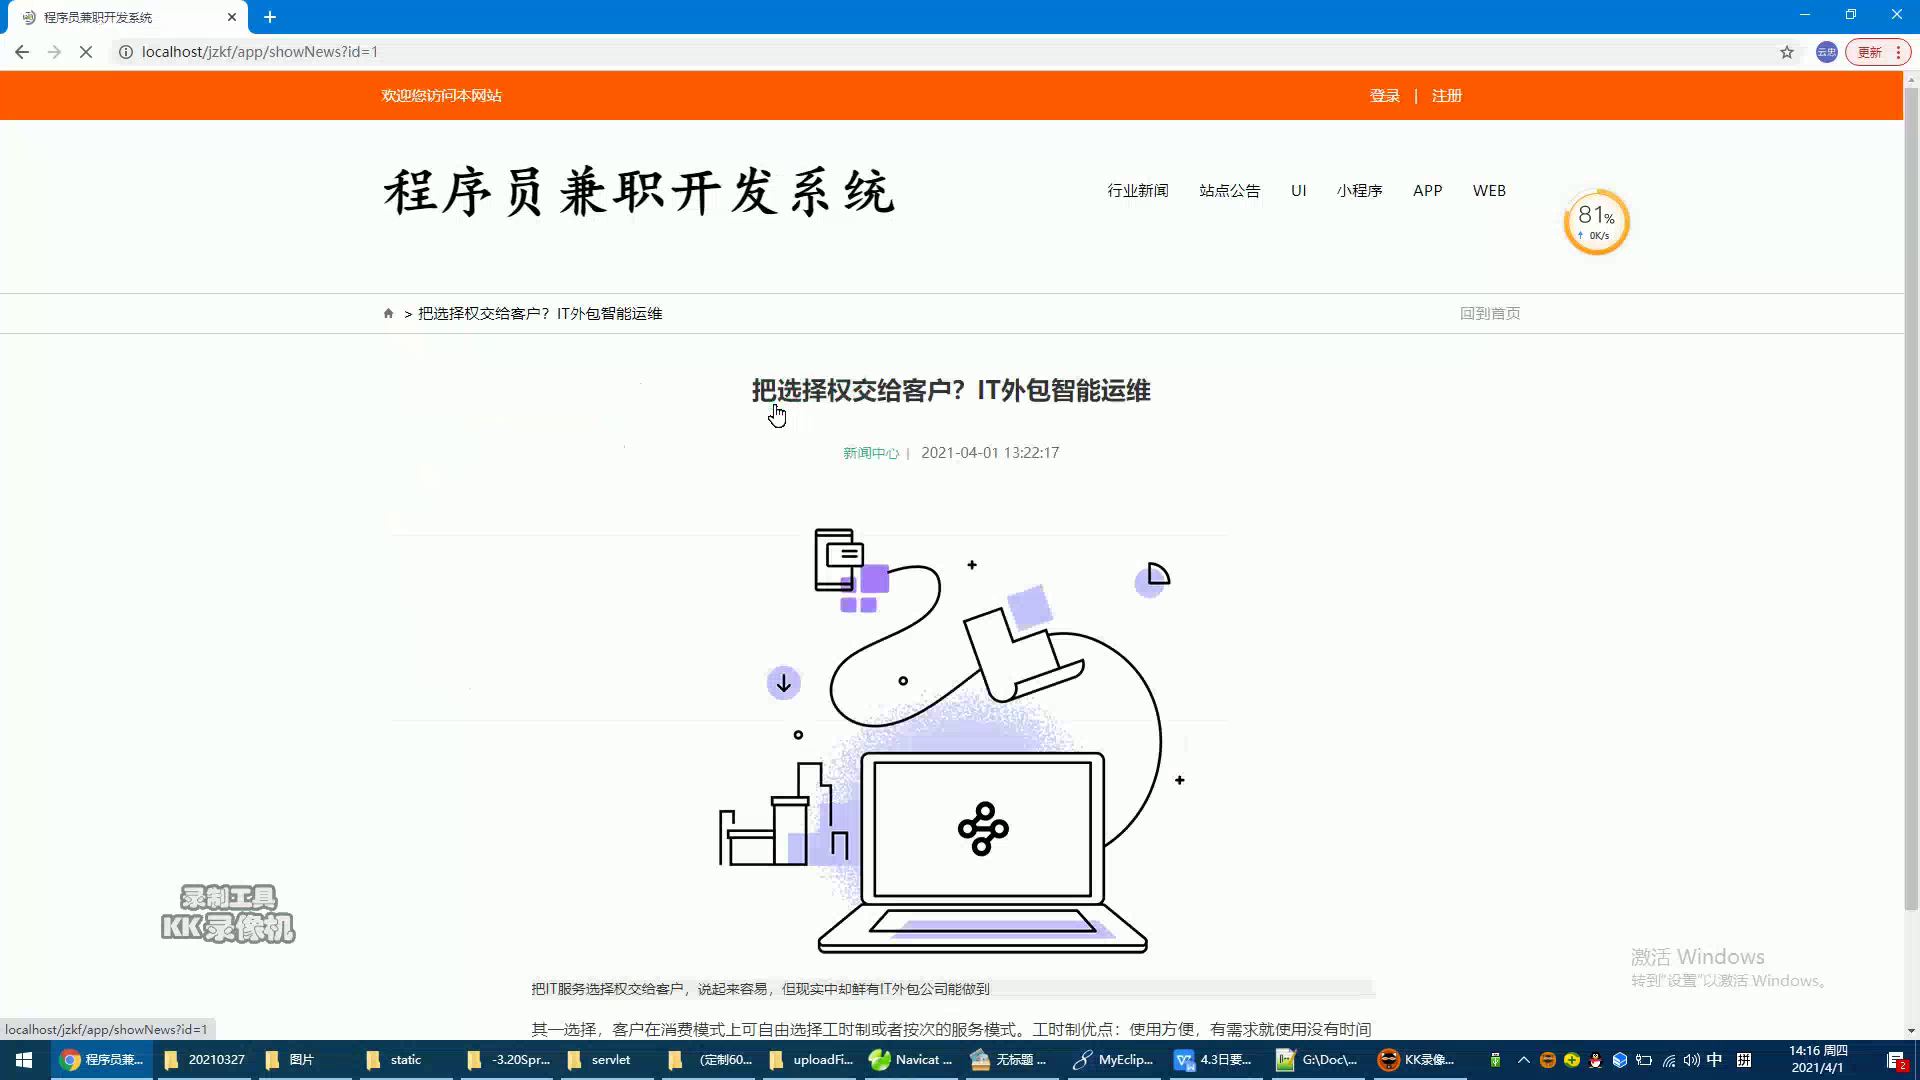 程序员兼职开发系统
localhost/jzkf/app/showNews?id=1
云忠
更新
欢迎您访问本网站
登录 | 注册
程序员兼职开发系统
行业新闻 站点公告 UI 小程序 APP WEB
81%
0K/s
> 把选择权交给客户？IT外包智能运维
回到首页
把选择权交给客户？IT外包智能运维
新闻中心 | 2021-04-01 13:22:17
录制工具
KK录像机
激活 Windows
转到"设置"以激活 Windows。
把IT服务选择权交给客户，说起来容易，但现实中却鲜有IT外包公司能做到
其一选择，客户在消费模式上可自由选择工时制或者按次的服务模式。工时制优点：使用方便，有需求就使用没有时间
localhost/jzkf/app/showNews?id=1
程序员兼... 20210327 图片 static -3.20Spr... servlet (定制60... uploadFi... Navicat ... 无标题 ... MyEclip... 4.3日要... G:\Doc\... KK录像... 中 拼
14:16 周四
2021/4/1
2